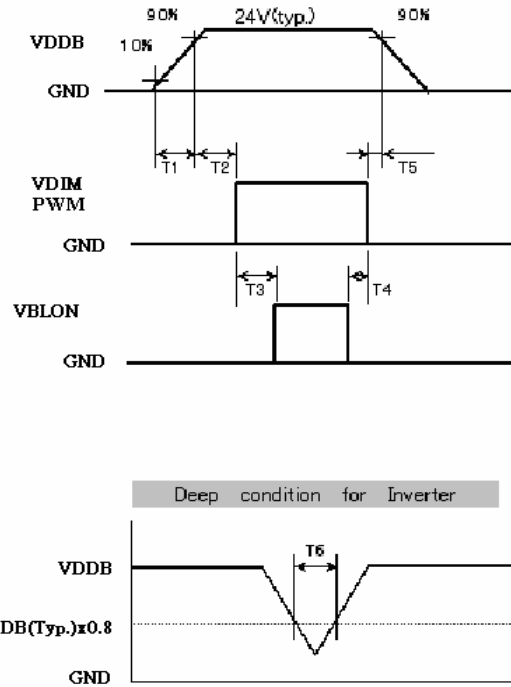 90% 24V(typ.) 90%
VDDB 10%
GND
T1 T2 T5
VDIM
PWM
GND
T3 T4
VBLON
GND
Deep condition for Inverter
T6
VDDB
DB(Typ.)x0.8
GND